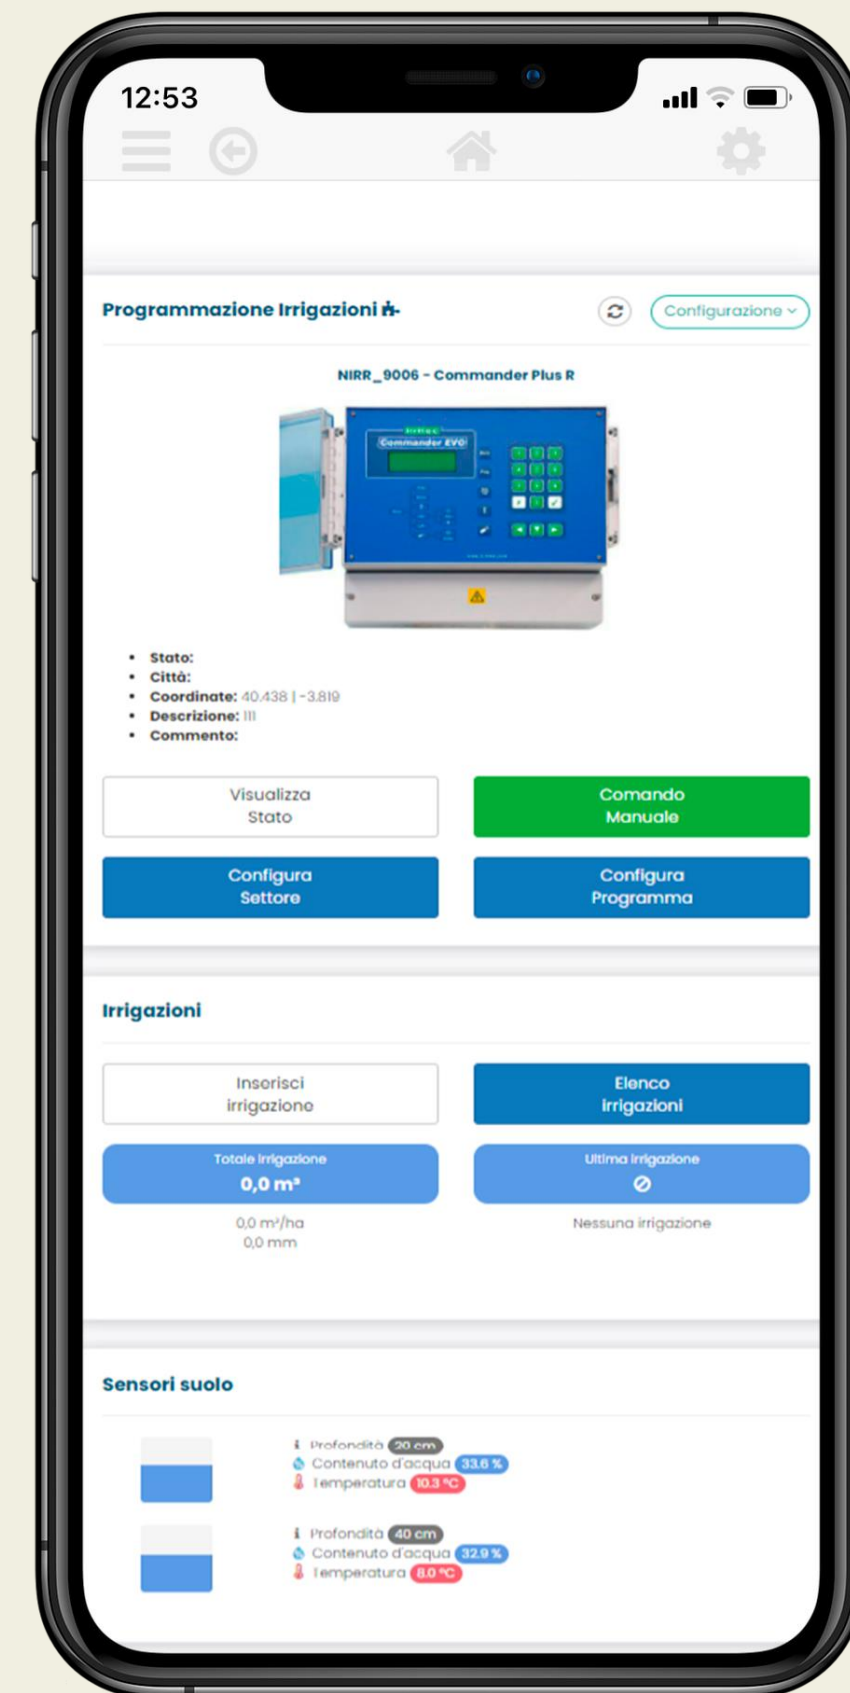 12:53
Programmazione Irrigazioni
Configurazione
NIRR_9006 - Commander Plus R
Irritec
Commander EVO
Stato:
Città:
Coordinate: 40.438 | -3.819
Descrizione: 111
Commento:
Visualizza
Stato
Comando
Manuale
Configura
Settore
Configura
Programma
Irrigazioni
Inserisci
irrigazione
Elenco
irrigazioni
Totale irrigazione
0,0 m³
Ultima irrigazione
0,0 m³/ha
0,0 mm
Nessuna irrigazione
Sensori suolo
Profondità 20 cm
Contenuto d'acqua 33.6 %
Temperatura 10.3 °C
Profondità 40 cm
Contenuto d'acqua 32.9 %
Temperatura 8.0 °C